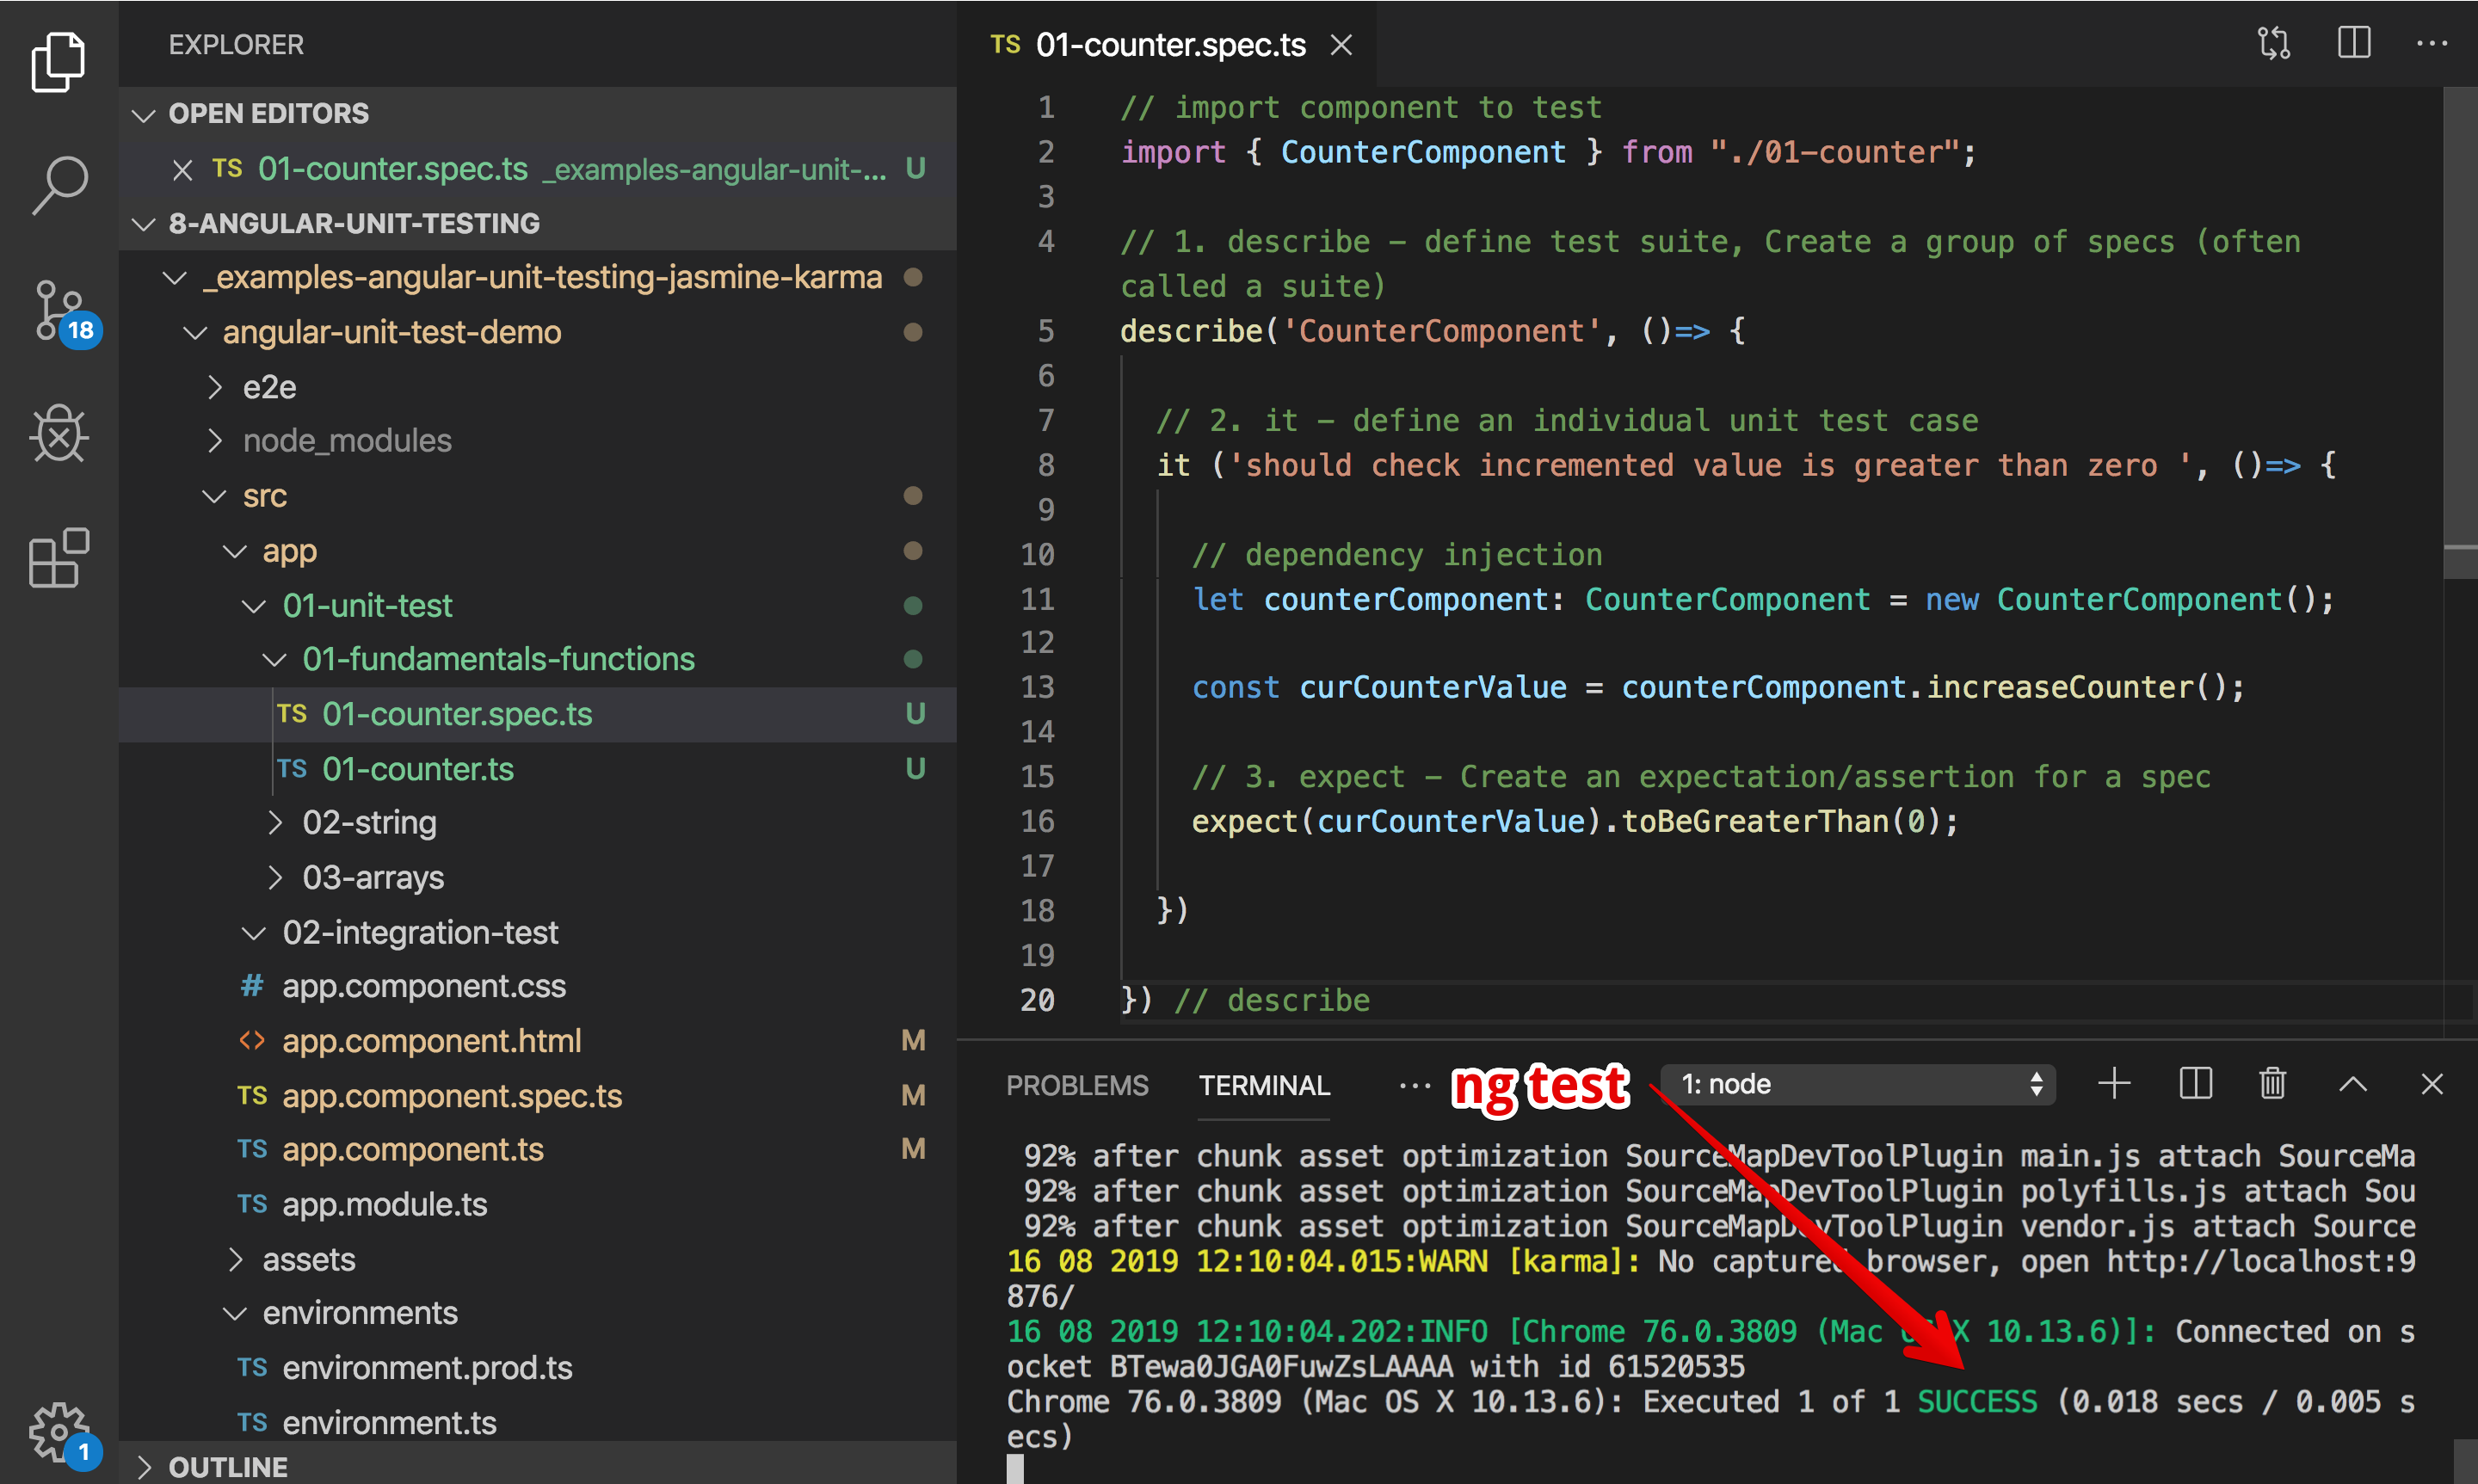 EXPLORER
OPEN EDITORS
TS 01-counter.spec.ts _examples-angular-unit-... U
8-ANGULAR-UNIT-TESTING
_examples-angular-unit-testing-jasmine-karma
angular-unit-test-demo
e2e
node_modules
src
app
01-unit-test
01-fundamentals-functions
TS 01-counter.spec.ts U
TS 01-counter.ts U
02-string
03-arrays
02-integration-test
# app.component.css
<> app.component.html M
TS app.component.spec.ts M
TS app.component.ts M
TS app.module.ts
assets
environments
TS environment.prod.ts
TS environment.ts
OUTLINE
18
1
TS 01-counter.spec.ts
1 // import component to test
2 import { CounterComponent } from "./01-counter";
3
4 // 1. describe – define test suite, Create a group of specs (often
called a suite)
5 describe('CounterComponent', ()=> {
6
7 // 2. it – define an individual unit test case
8 it ('should check incremented value is greater than zero ', ()=> {
9
10 // dependency injection
11 let counterComponent: CounterComponent = new CounterComponent();
12
13 const curCounterValue = counterComponent.increaseCounter();
14
15 // 3. expect – Create an expectation/assertion for a spec
16 expect(curCounterValue).toBeGreaterThan(0);
17
18 })
19
20 }) // describe
PROBLEMS TERMINAL ... ng test 1: node
92% after chunk asset optimization SourceMapDevToolPlugin main.js attach SourceMa
92% after chunk asset optimization SourceMapDevToolPlugin polyfills.js attach Sou
92% after chunk asset optimization SourceMapDevToolPlugin vendor.js attach Source
16 08 2019 12:10:04.015:WARN [karma]: No captured browser, open http://localhost:9
876/
16 08 2019 12:10:04.202:INFO [Chrome 76.0.3809 (Mac OS X 10.13.6)]: Connected on s
ocket BTewa0JGA0FuwZsLAAAA with id 61520535
Chrome 76.0.3809 (Mac OS X 10.13.6): Executed 1 of 1 SUCCESS (0.018 secs / 0.005 s
ecs)